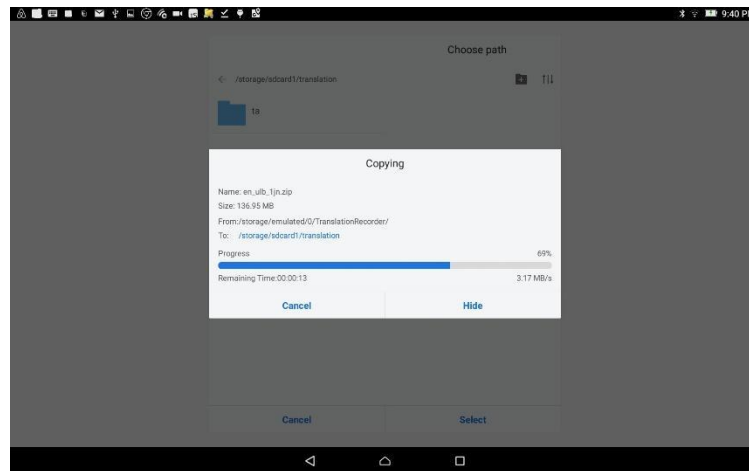 9:40 P
Choose path
/storage/sdcard1/translation
ta
Copying
Name: en_ulb_1jn.zip
Size: 136.95 MB
From:/storage/emulated/0/TranslationRecorder/
To: /storage/sdcard1/translation
Progress 69%
Remaining Time:00:00:13 3.17 MB/s
Cancel Hide
Cancel Select